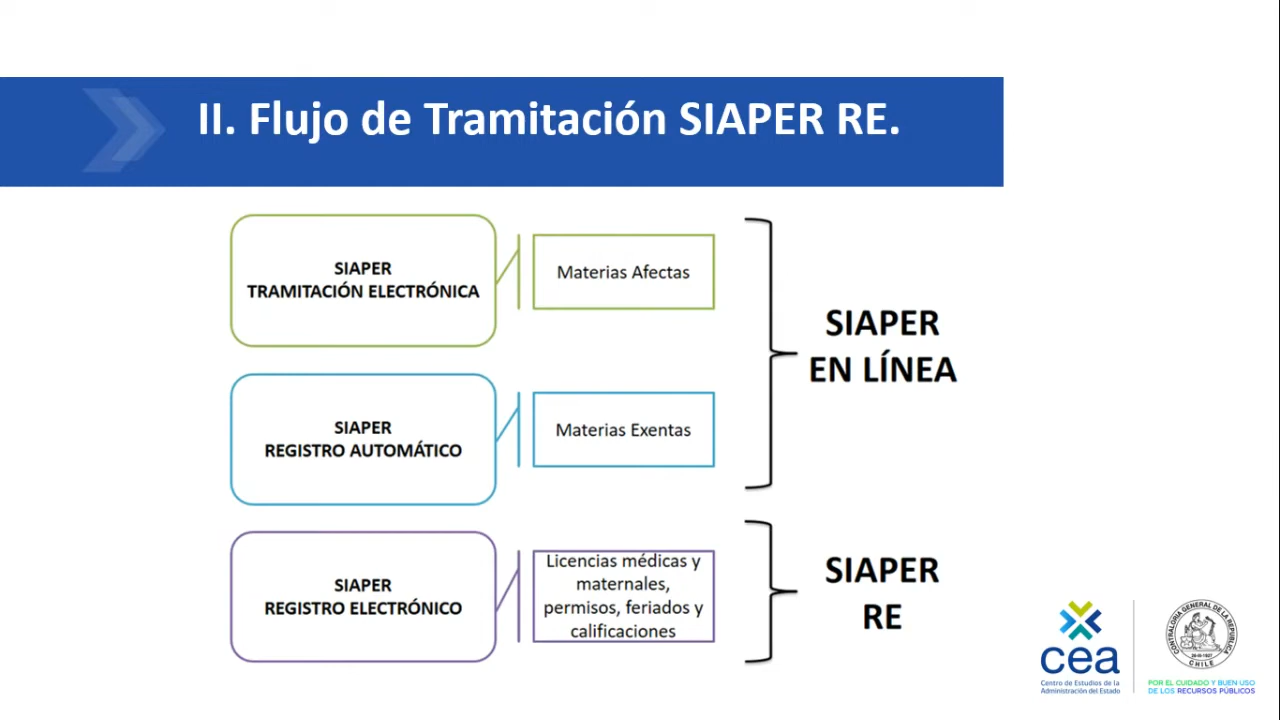 II. Flujo de Tramitación SIAPER RE.
SIAPER
TRAMITACIÓN ELECTRÓNICA
Materias Afectas
SIAPER
EN LÍNEA
SIAPER
REGISTRO AUTOMÁTICO
Materias Exentas
SIAPER
REGISTRO ELECTRÓNICO
Licencias médicas y
maternales,
permisos, feriados y
calificaciones
SIAPER
RE
cea
Centro de Estudios de la
Administración del Estado
CONTRALORIA GENERAL DE LA REPUBLICA
CHILE
POR EL CUIDADO Y BUEN USO
DE LOS RECURSOS PÚBLICOS